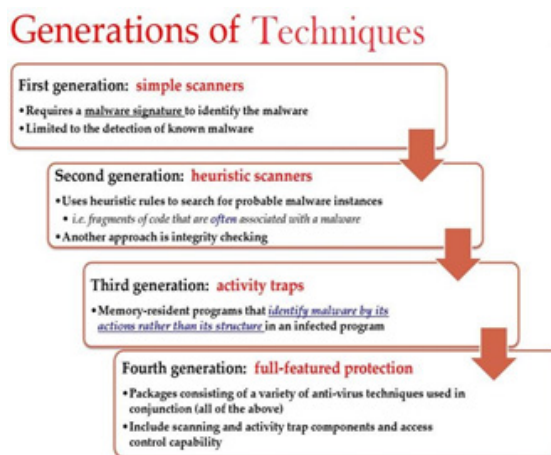 Generations of Techniques
First generation: simple scanners
•Requires a malware signature to identify the malware
•Limited to the detection of known malware
Second generation: heuristic scanners
•Uses heuristic rules to search for probable malware instances
•i.e. fragments of code that are often associated with a malware
•Another approach is integrity checking
Third generation: activity traps
•Memory-resident programs that identify malware by its
actions rather than its structure in an infected program
Fourth generation: full-featured protection
•Packages consisting of a variety of anti-virus techniques used in
conjunction (all of the above)
•Include scanning and activity trap components and access
control capability